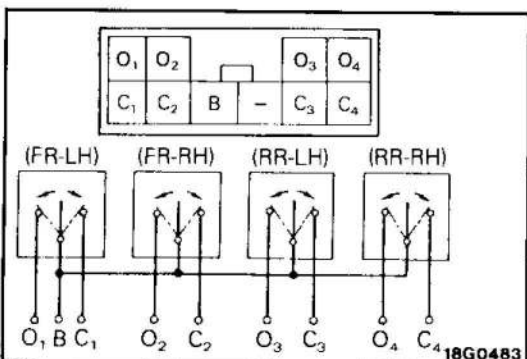 O₁ O₂ O₃ O₄
C₁ C₂ B – C₃ C₄
(FR-LH) (FR-RH) (RR-LH) (RR-RH)
O₁ B C₁ O₂ C₂ O₃ C₃ O₄ C₄
18G0483